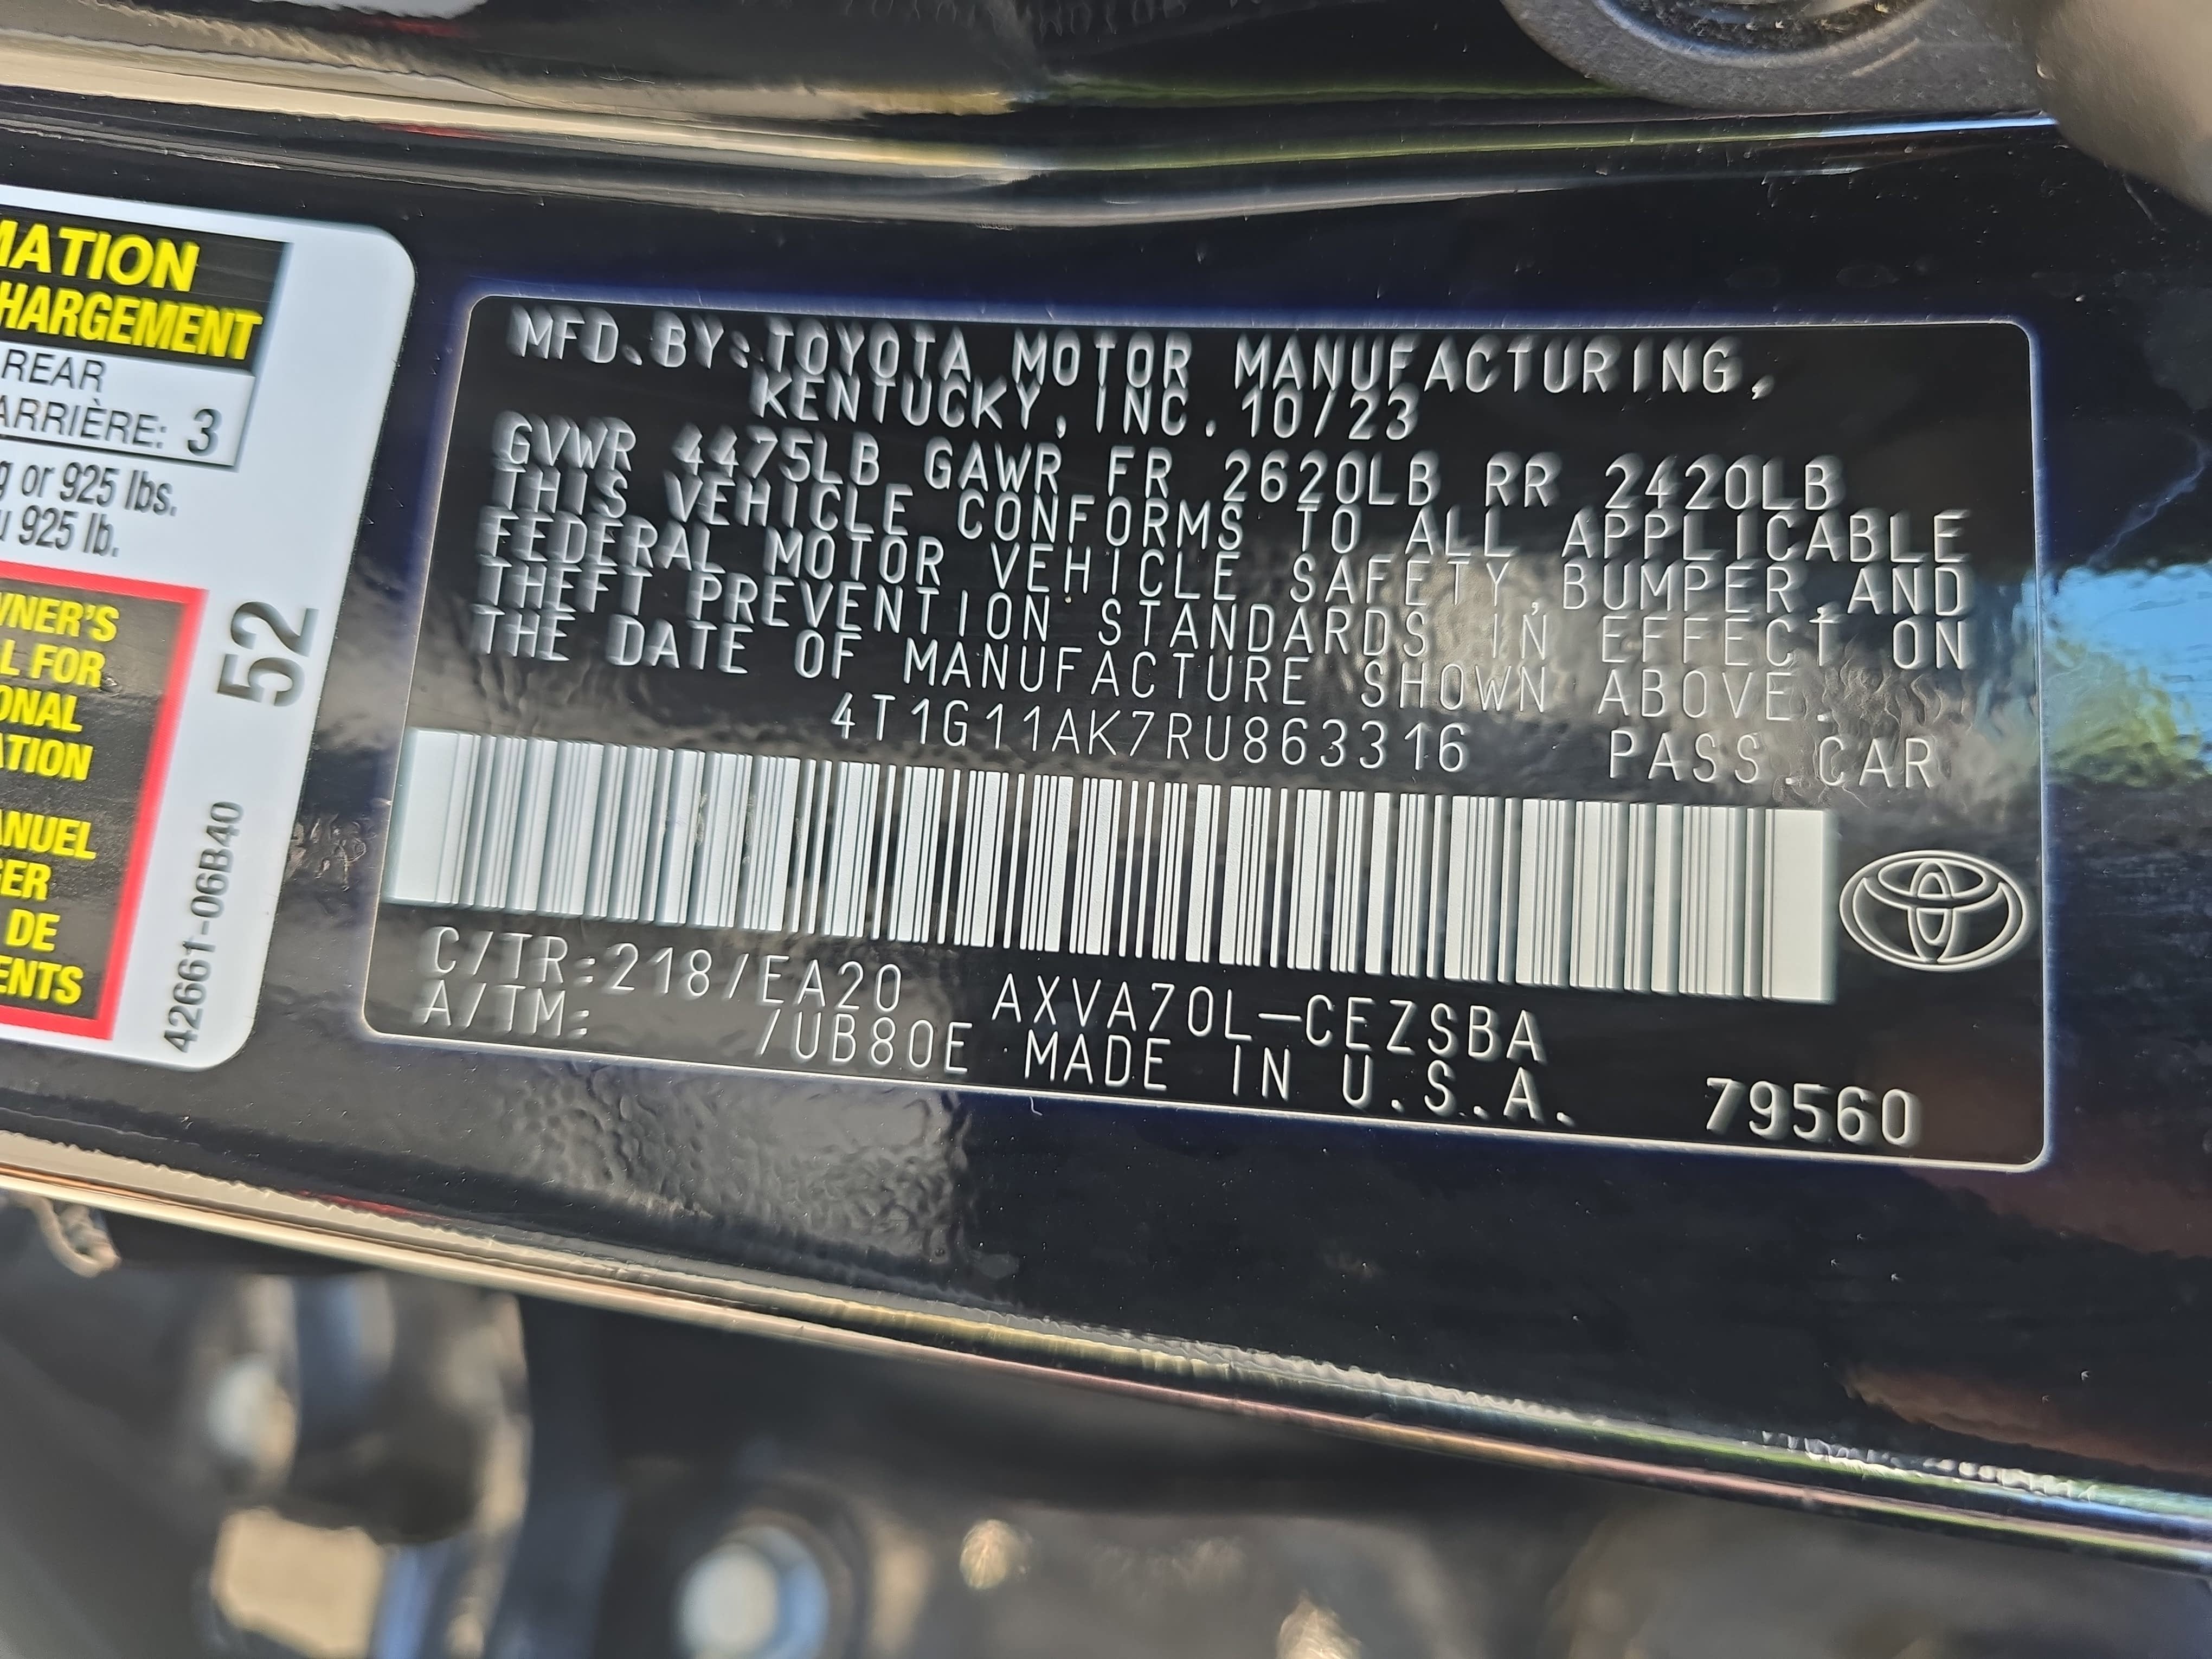 MATION
HARGEMENT
REAR
ARRIÈRE: 3
g or 925 lbs.
u 925 lb.
WNER'S
L FOR
ONAL
ATION
ANUEL
GER
DE
ENTS
52
42661-06B40
MFD.BY:TOYOTA MOTOR MANUFACTURING,
KENTUCKY,INC.10/23
GVWR 4475LB GAWR FR 2620LB RR 2420LB
THIS VEHICLE CONFORMS TO ALL APPLICABLE
FEDERAL MOTOR VEHICLE SAFETY,BUMPER,AND
THEFT PREVENTION STANDARDS IN EFFECT ON
THE DATE OF MANUFACTURE SHOWN ABOVE.
4T1G11AK7RU863316 PASS.CAR
C/TR:218/EA20 AXVA70L-CEZSBA
A/TM: /UB80E MADE IN U.S.A. 79560